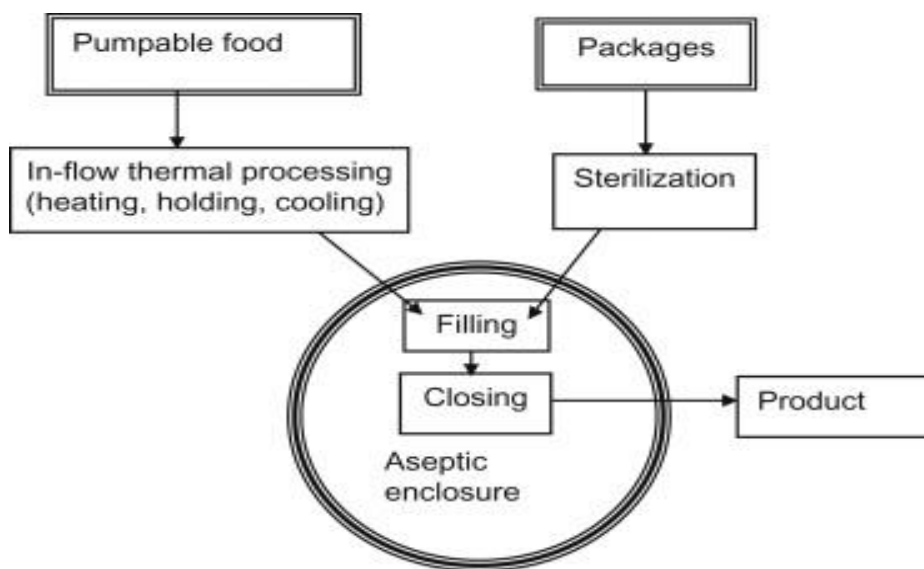 Pumpable food
Packages
In-flow thermal processing
(heating, holding, cooling)
Sterilization
Filling
Closing
Product
Aseptic
enclosure